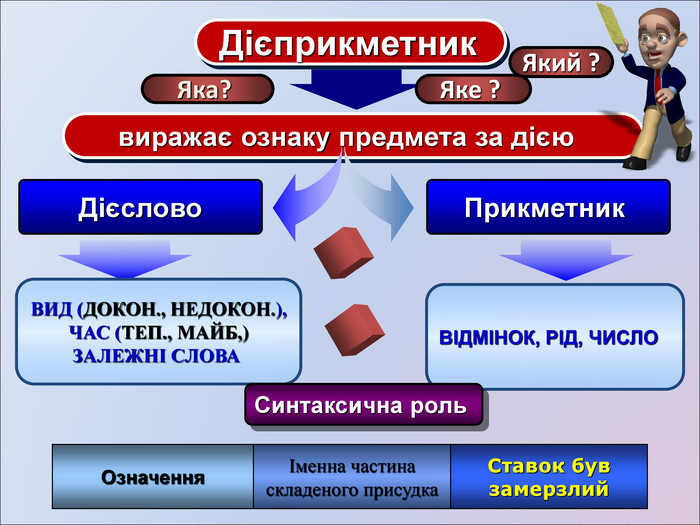 Дієприкметник
Який ?
Яка?
Яке ?
виражає ознаку предмета за дією
Дієслово
Прикметник
ВИД (ДОКОН., НЕДОКОН.),
ЧАС (ТЕП., МАЙБ,)
ЗАЛЕЖНІ СЛОВА
ВІДМІНОК, РІД, ЧИСЛО
Синтаксична роль
Означення
Іменна частина
складеного присудка
Ставок був
замерзлий